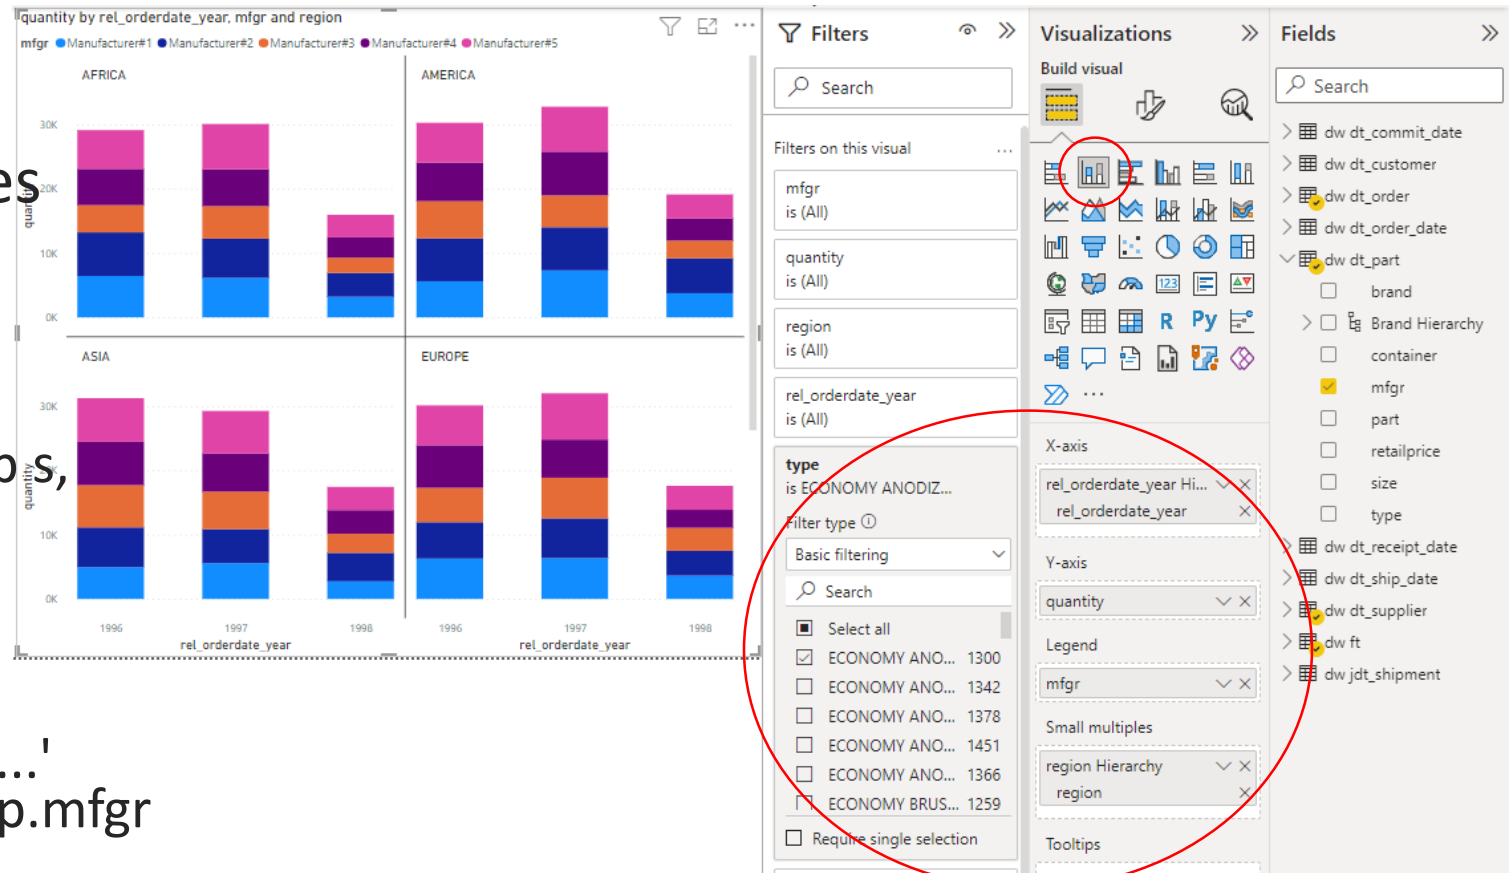 quantity by rel_orderdate_year, mfgr and region
mfgr Manufacturer#1 Manufacturer#2 Manufacturer#3 Manufacturer#4 Manufacturer#5
AFRICA
AMERICA
30K
20K
10K
0K
quantity
ASIA
EUROPE
30K
10K
0K
quantity
1996 1997 1998 1996 1997 1998
rel_orderdate_year rel_orderdate_year
es
s,
...'
p.mfgr
Filters
Search
Filters on this visual ...
mfgr
is (All)
quantity
is (All)
region
is (All)
rel_orderdate_year
is (All)
type
is ECONOMY ANODIZ...
Filter type
Basic filtering
Search
Select all
ECONOMY ANO... 1300
ECONOMY ANO... 1342
ECONOMY ANO... 1378
ECONOMY ANO... 1451
ECONOMY ANO... 1366
ECONOMY BRUS... 1259
Require single selection
Visualizations
Build visual
123
R Py
...
X-axis
rel_orderdate_year Hi...
rel_orderdate_year
Y-axis
quantity
Legend
mfgr
Small multiples
region Hierarchy
region
Tooltips
Fields
Search
dw dt_commit_date
dw dt_customer
dw dt_order
dw dt_order_date
dw dt_part
brand
Brand Hierarchy
container
mfgr
part
retailprice
size
type
dw dt_receipt_date
dw dt_ship_date
dw dt_supplier
dw ft
dw jdt_shipment